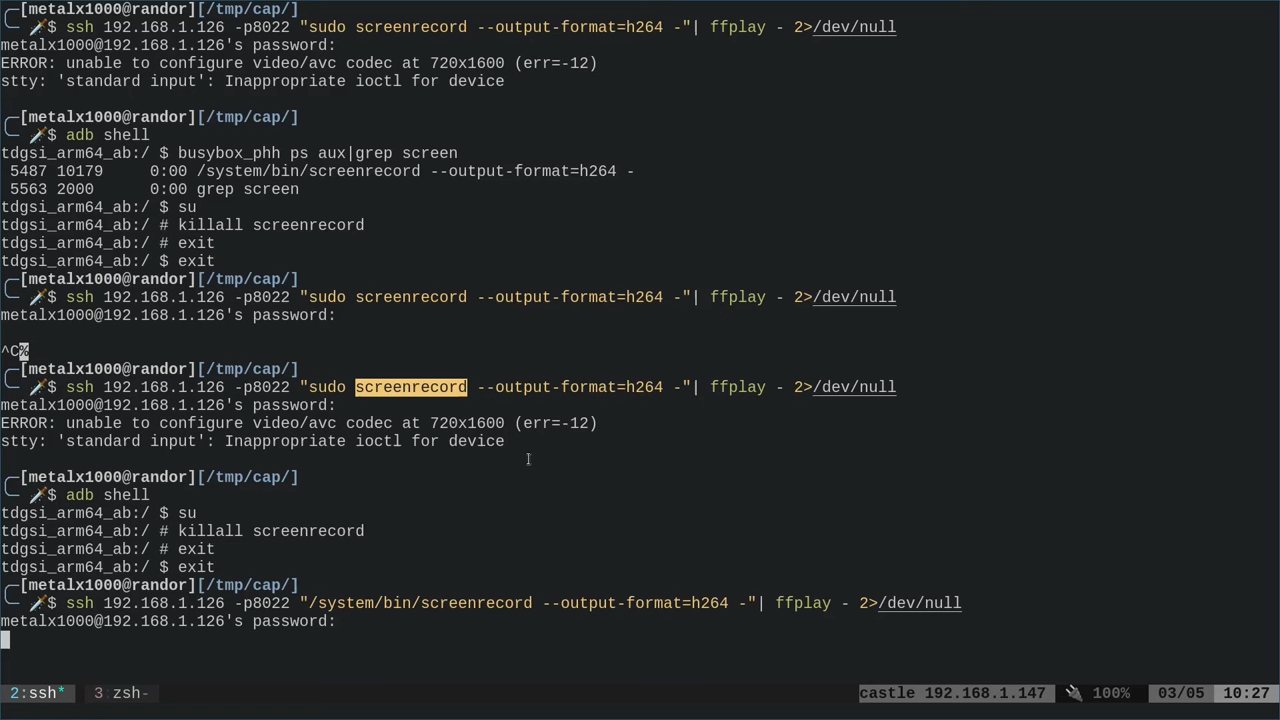 [metalx1000@randor][/tmp/cap/]
$ ssh 192.168.1.126 -p8022 "sudo screenrecord --output-format=h264 -"| ffplay - 2>/dev/null
metalx1000@192.168.1.126's password:
ERROR: unable to configure video/avc codec at 720x1600 (err=-12)
stty: 'standard input': Inappropriate ioctl for device
[metalx1000@randor][/tmp/cap/]
$ adb shell
tdgsi_arm64_ab:/ $ busybox_phh ps aux|grep screen
5487 10179 0:00 /system/bin/screenrecord --output-format=h264 -
5563 2000 0:00 grep screen
tdgsi_arm64_ab:/ $ su
tdgsi_arm64_ab:/ # killall screenrecord
tdgsi_arm64_ab:/ # exit
tdgsi_arm64_ab:/ $ exit
[metalx1000@randor][/tmp/cap/]
$ ssh 192.168.1.126 -p8022 "sudo screenrecord --output-format=h264 -"| ffplay - 2>/dev/null
metalx1000@192.168.1.126's password:
^C%
[metalx1000@randor][/tmp/cap/]
$ ssh 192.168.1.126 -p8022 "sudo screenrecord --output-format=h264 -"| ffplay - 2>/dev/null
metalx1000@192.168.1.126's password:
ERROR: unable to configure video/avc codec at 720x1600 (err=-12)
stty: 'standard input': Inappropriate ioctl for device
[metalx1000@randor][/tmp/cap/]
$ adb shell
tdgsi_arm64_ab:/ $ su
tdgsi_arm64_ab:/ # killall screenrecord
tdgsi_arm64_ab:/ # exit
tdgsi_arm64_ab:/ $ exit
[metalx1000@randor][/tmp/cap/]
$ ssh 192.168.1.126 -p8022 "/system/bin/screenrecord --output-format=h264 -"| ffplay - 2>/dev/null
metalx1000@192.168.1.126's password:
2:ssh* 3:zsh- castle 192.168.1.147 100% 03/05 10:27